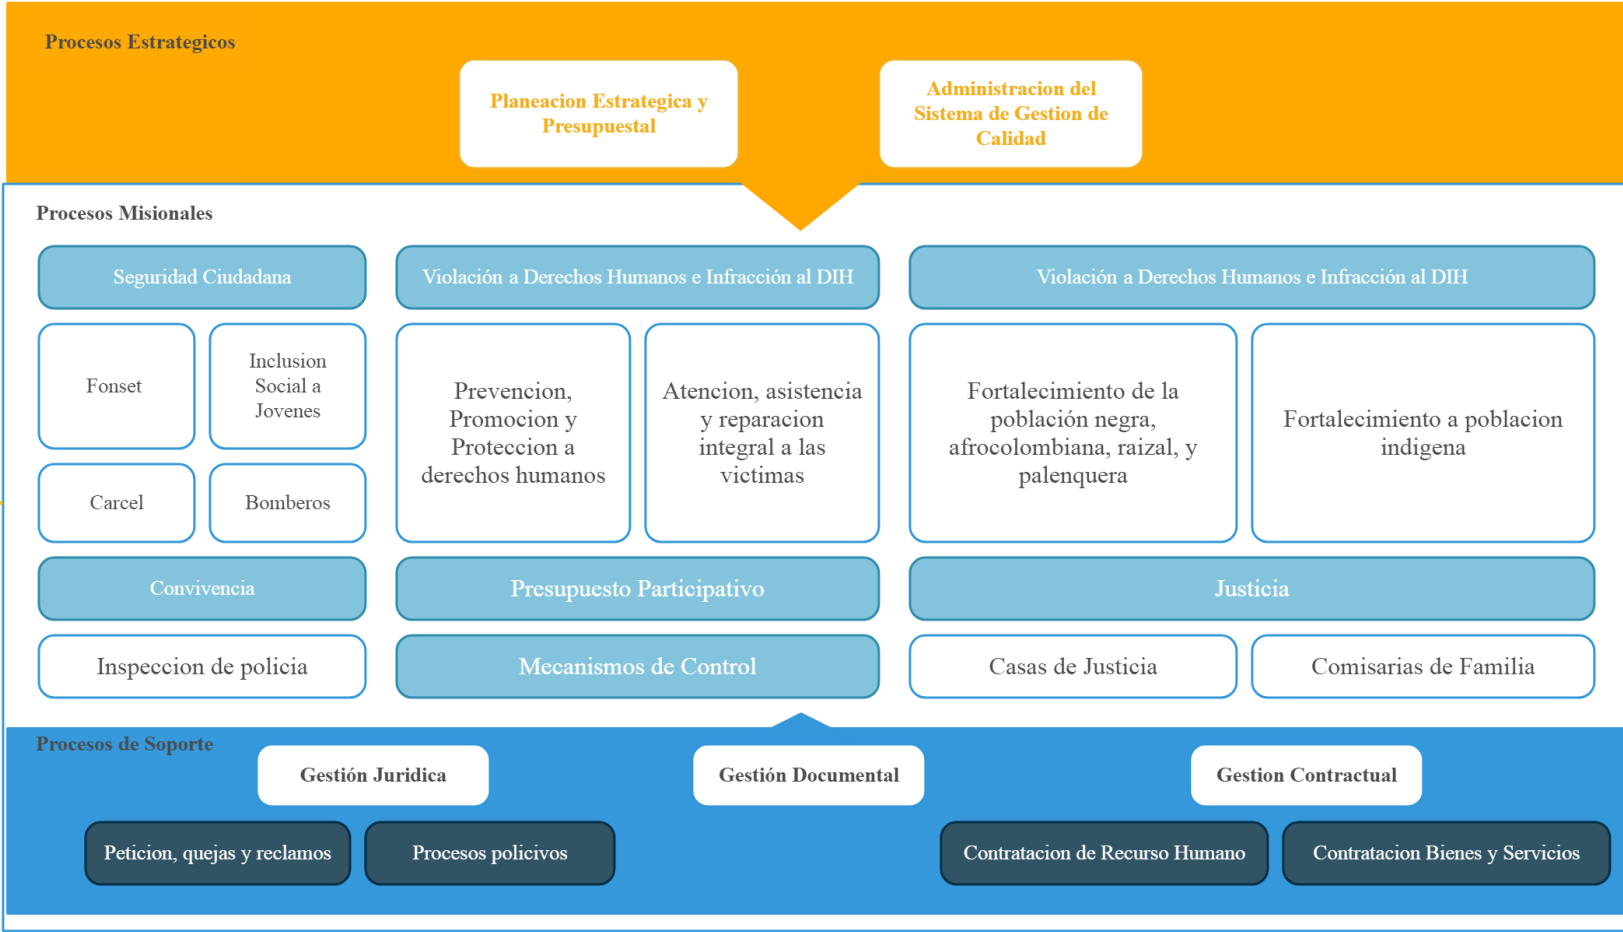 Procesos Estrategicos
Planeacion Estrategica y
Presupuestal
Administracion del
Sistema de Gestion de
Calidad
Procesos Misionales
Seguridad Ciudadana
Violación a Derechos Humanos e Infracción al DIH
Violación a Derechos Humanos e Infracción al DIH
Fonset
Inclusion
Social a
Jovenes
Carcel
Bomberos
Prevencion,
Promocion y
Proteccion a
derechos humanos
Atencion, asistencia
y reparacion
integral a las
victimas
Fortalecimiento de la
población negra,
afrocolombiana, raizal, y
palenquera
Fortalecimiento a poblacion
indigena
Convivencia
Presupuesto Participativo
Justicia
Inspeccion de policia
Mecanismos de Control
Casas de Justicia
Comisarias de Familia
Procesos de Soporte
Gestión Juridica
Gestión Documental
Gestion Contractual
Peticion, quejas y reclamos
Procesos policivos
Contratacion de Recurso Humano
Contratacion Bienes y Servicios